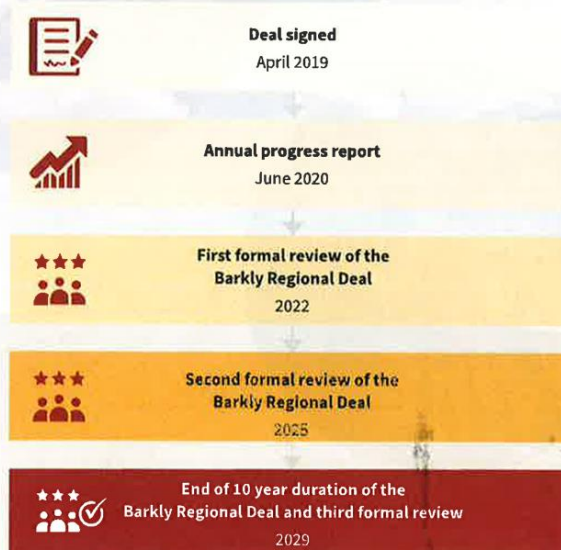 Deal signed
April 2019
Annual progress report
June 2020
First formal review of the
Barkly Regional Deal
2022
Second formal review of the
Barkly Regional Deal
2025
End of 10 year duration of the
Barkly Regional Deal and third formal review
2029